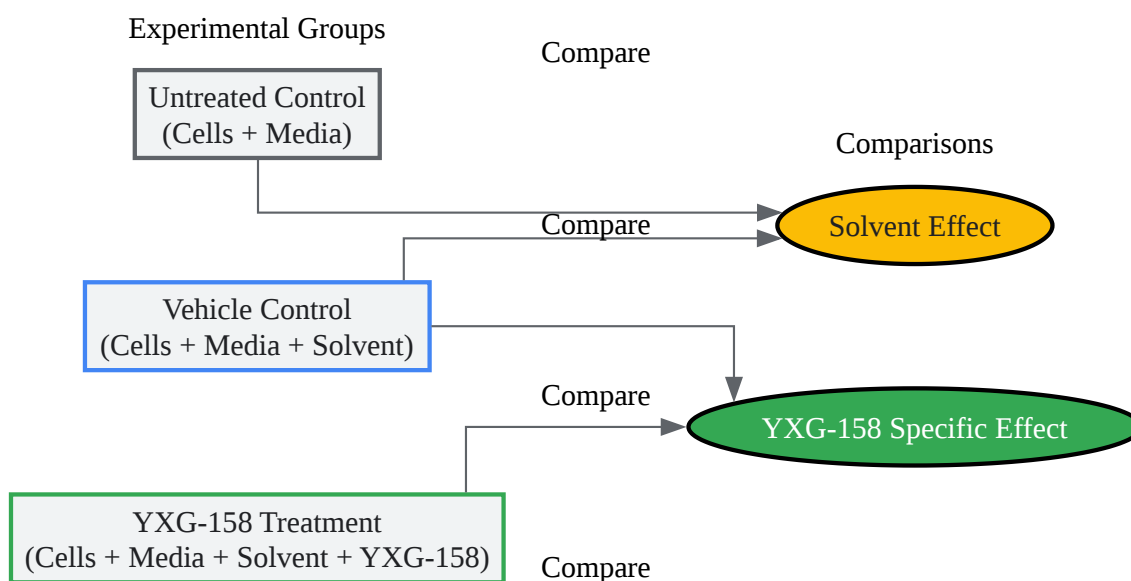 Experimental Groups
Compare
Untreated Control
(Cells + Media)
Comparisons
Compare
Solvent Effect
Vehicle Control
(Cells + Media + Solvent)
Compare
YXG-158 Specific Effect
YXG-158 Treatment
(Cells + Media + Solvent + YXG-158)
Compare